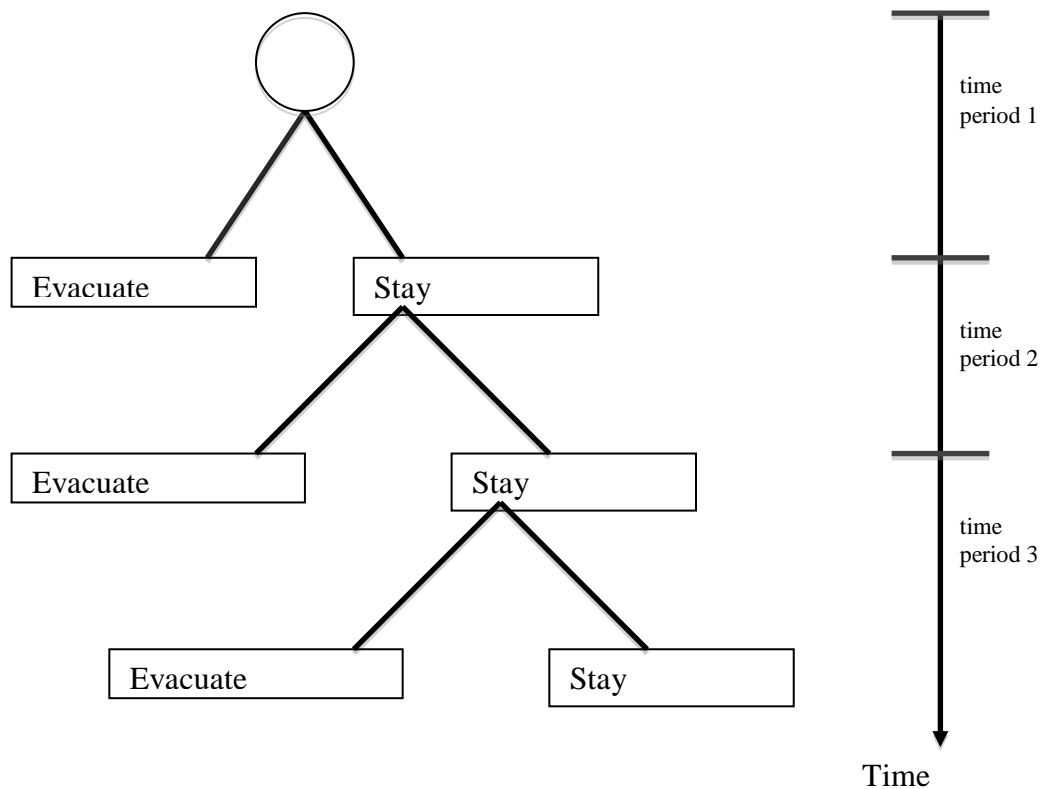 time
period 1
Evacuate
Stay
time
period 2
Evacuate
Stay
time
period 3
Evacuate
Stay
Time